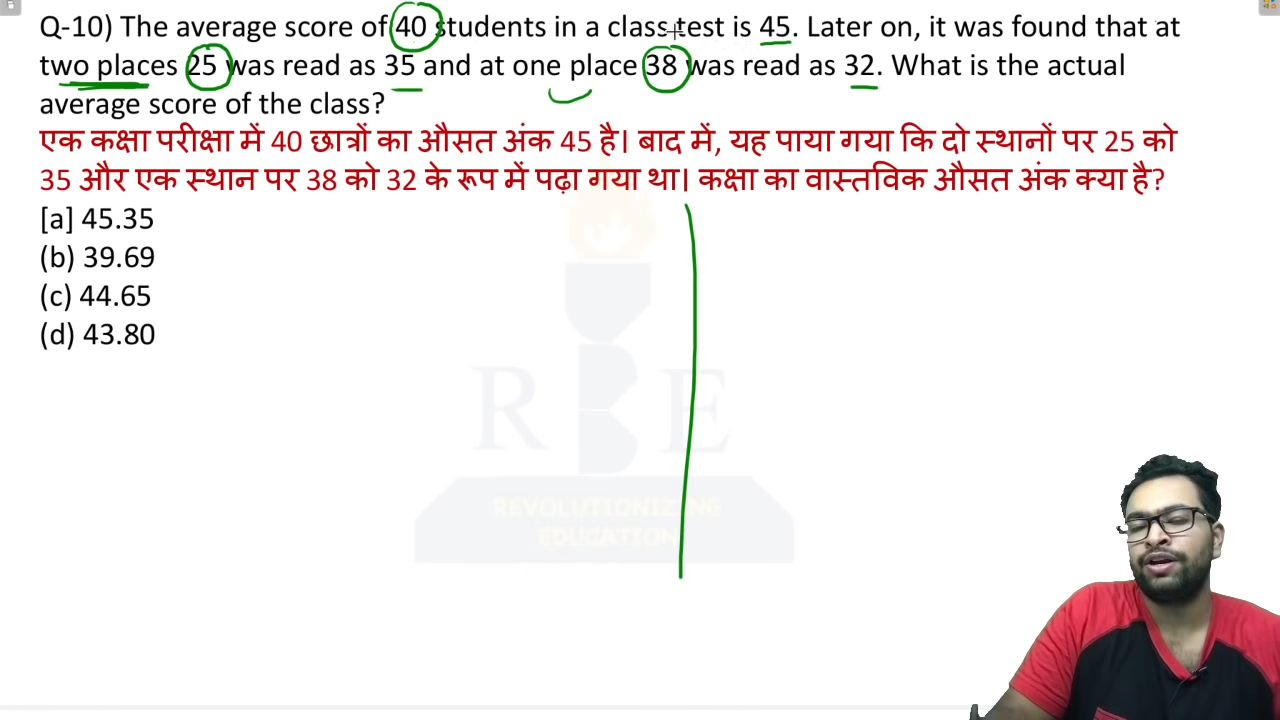 Q-10) The average score of 40 students in a class test is 45. Later on, it was found that at
two places 25 was read as 35 and at one place 38 was read as 32. What is the actual
average score of the class?
एक कक्षा परीक्षा में 40 छात्रों का औसत अंक 45 है। बाद में, यह पाया गया कि दो स्थानों पर 25 को
35 और एक स्थान पर 38 को 32 के रूप में पढ़ा गया था। कक्षा का वास्तविक औसत अंक क्या है?
[a] 45.35
(b) 39.69
(c) 44.65
(d) 43.80
R E
REVOLUTIONIZING
EDUCATION